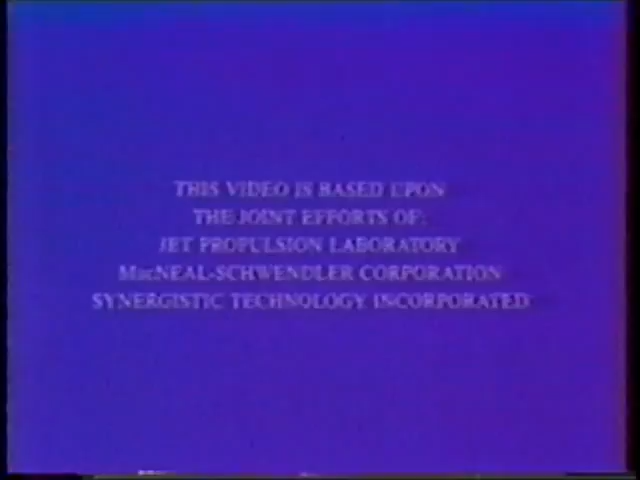 THIS VIDEO IS BASED UPON
THE JOINT EFFORTS OF:
JET PROPULSION LABORATORY
MacNEAL-SCHWENDLER CORPORATION
SYNERGISTIC TECHNOLOGY INCORPORATED